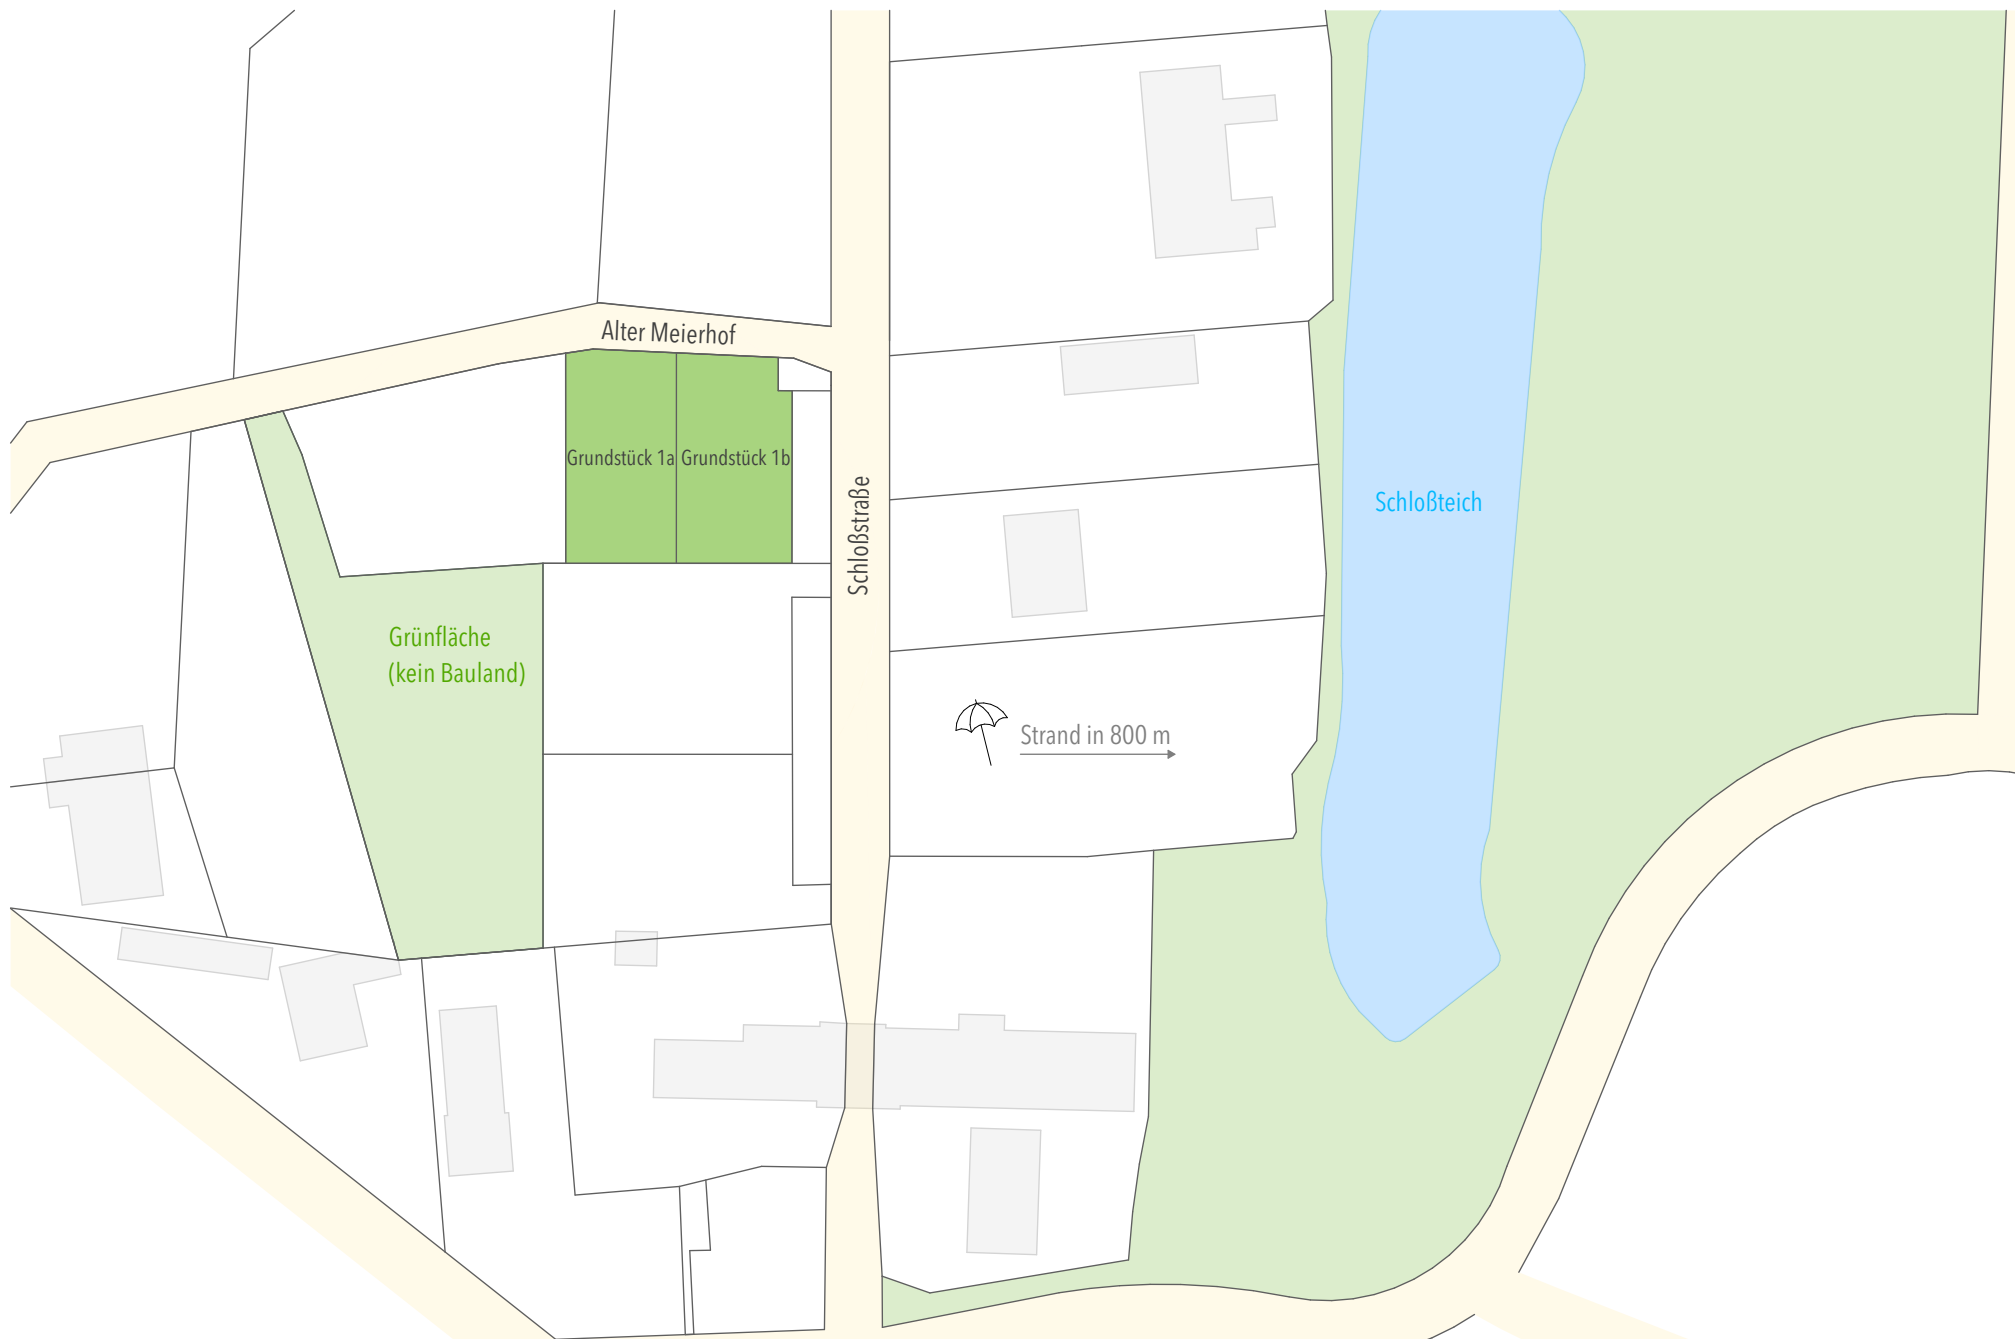 Alter Meierhof
Grundstück 1a
Grundstück 1b
Schloßstraße
Schloßteich
Grünfläche
(kein Bauland)
Strand in 800 m